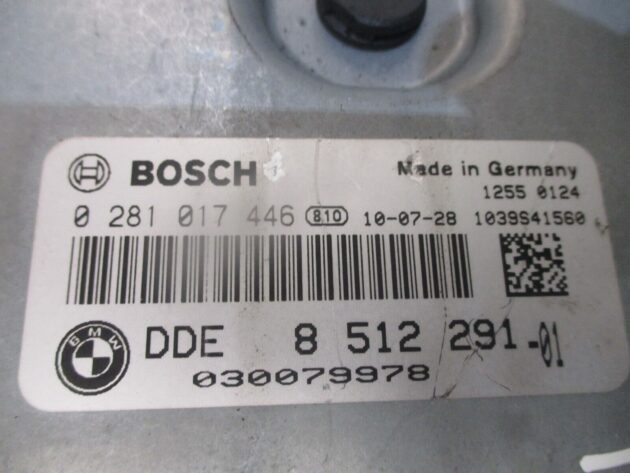 BOSCH Made in Germany
1255 0124
0 281 017 446 810 10-07-28 1039S41560
BMW DDE 8 512 291-01
030079978